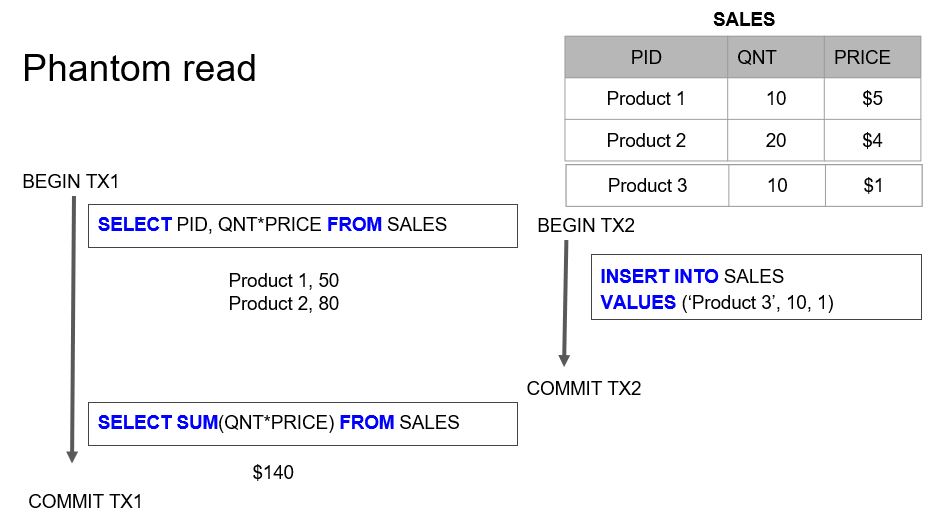 SALES
Phantom read
PID QNT PRICE
Product 1 10 $5
Product 2 20 $4
Product 3 10 $1
BEGIN TX1
SELECT PID, QNT*PRICE FROM SALES
Product 1, 50
Product 2, 80
BEGIN TX2
INSERT INTO SALES
VALUES (‘Product 3’, 10, 1)
COMMIT TX2
SELECT SUM(QNT*PRICE) FROM SALES
$140
COMMIT TX1